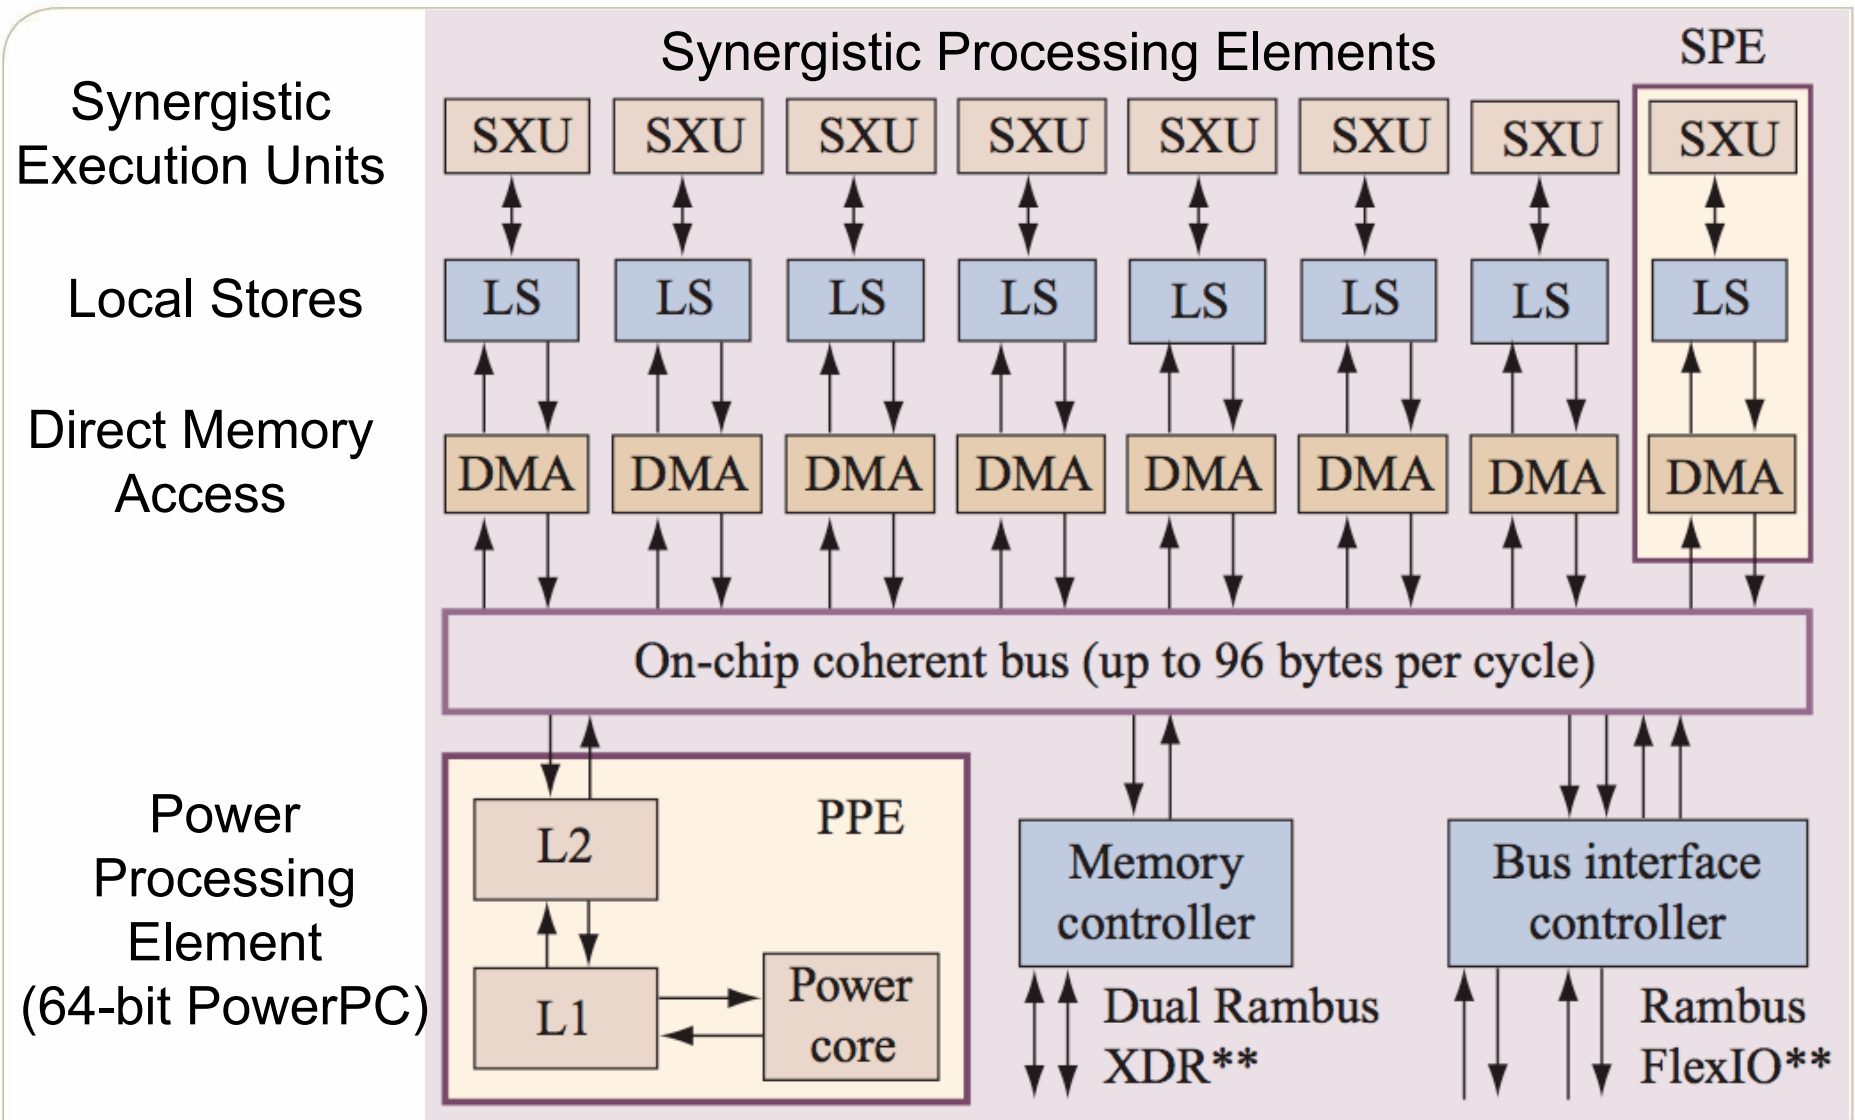 Synergistic Processing Elements
SPE
Synergistic
Execution Units
SXU SXU SXU SXU SXU SXU SXU SXU
Local Stores
LS LS LS LS LS LS LS LS
Direct Memory
Access
DMA DMA DMA DMA DMA DMA DMA DMA
On-chip coherent bus (up to 96 bytes per cycle)
Power
Processing
Element
(64-bit PowerPC)
PPE
L2
L1
Power
core
Memory
controller
Dual Rambus
XDR**
Bus interface
controller
Rambus
FlexIO**